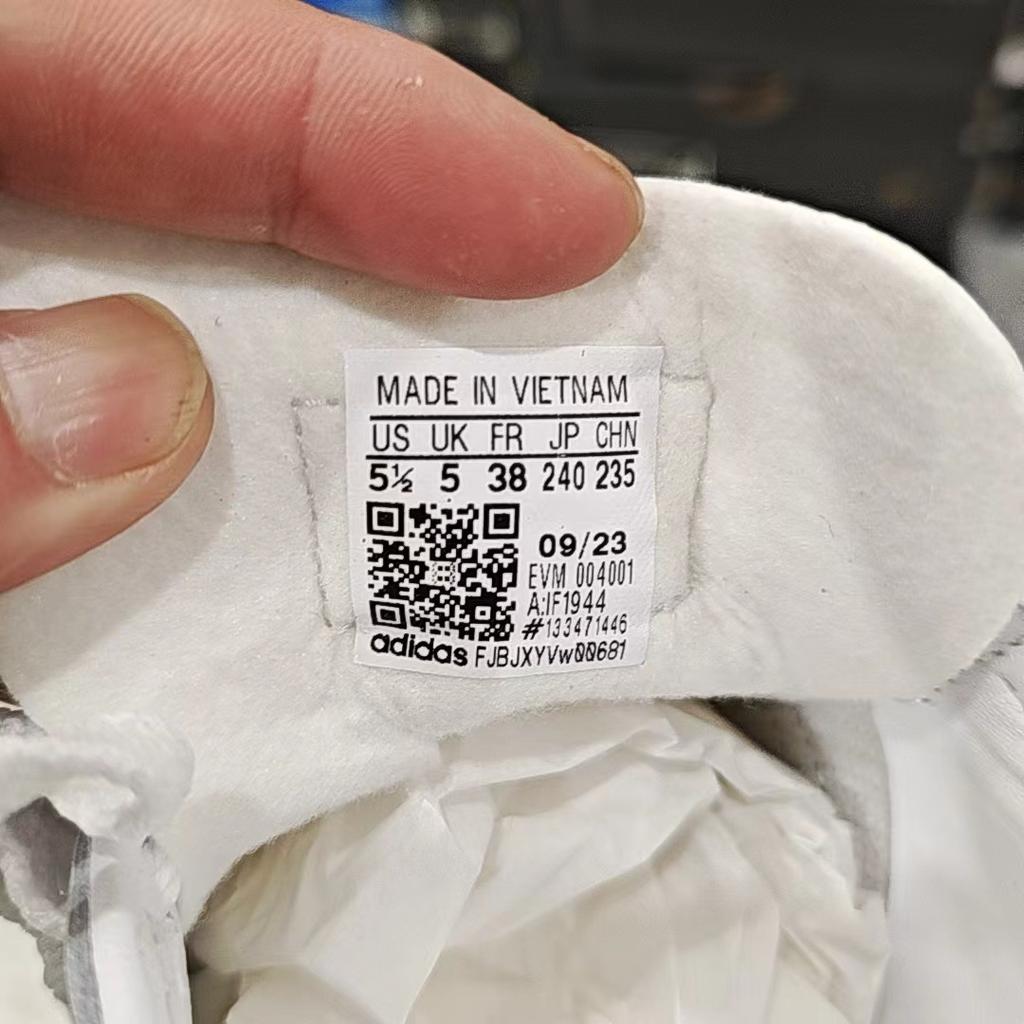 MADE IN VIETNAM
US UK FR JP CHN
5½ 5 38 240 235
09/23
EVM 004001
A:IF1944
#133471446
adidas FJBJXYVw00681